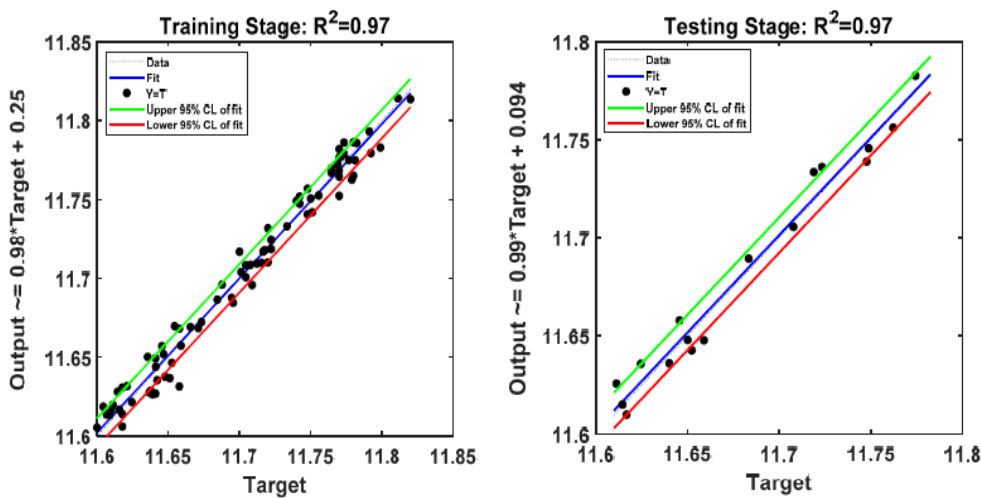 Training Stage: R²=0.97
11.85
11.8
11.75
11.7
11.65
11.6
Output ~= 0.98*Target + 0.25
Data
Fit
Y=T
Upper 95% CL of fit
Lower 95% CL of fit
11.6
11.65
11.7
11.75
11.8
11.85
Target
Testing Stage: R²=0.97
11.8
11.75
11.7
11.65
11.6
Output ~= 0.99*Target + 0.094
Data
Fit
Y=T
Upper 95% CL of fit
Lower 95% CL of fit
11.6
11.65
11.7
11.75
11.8
Target